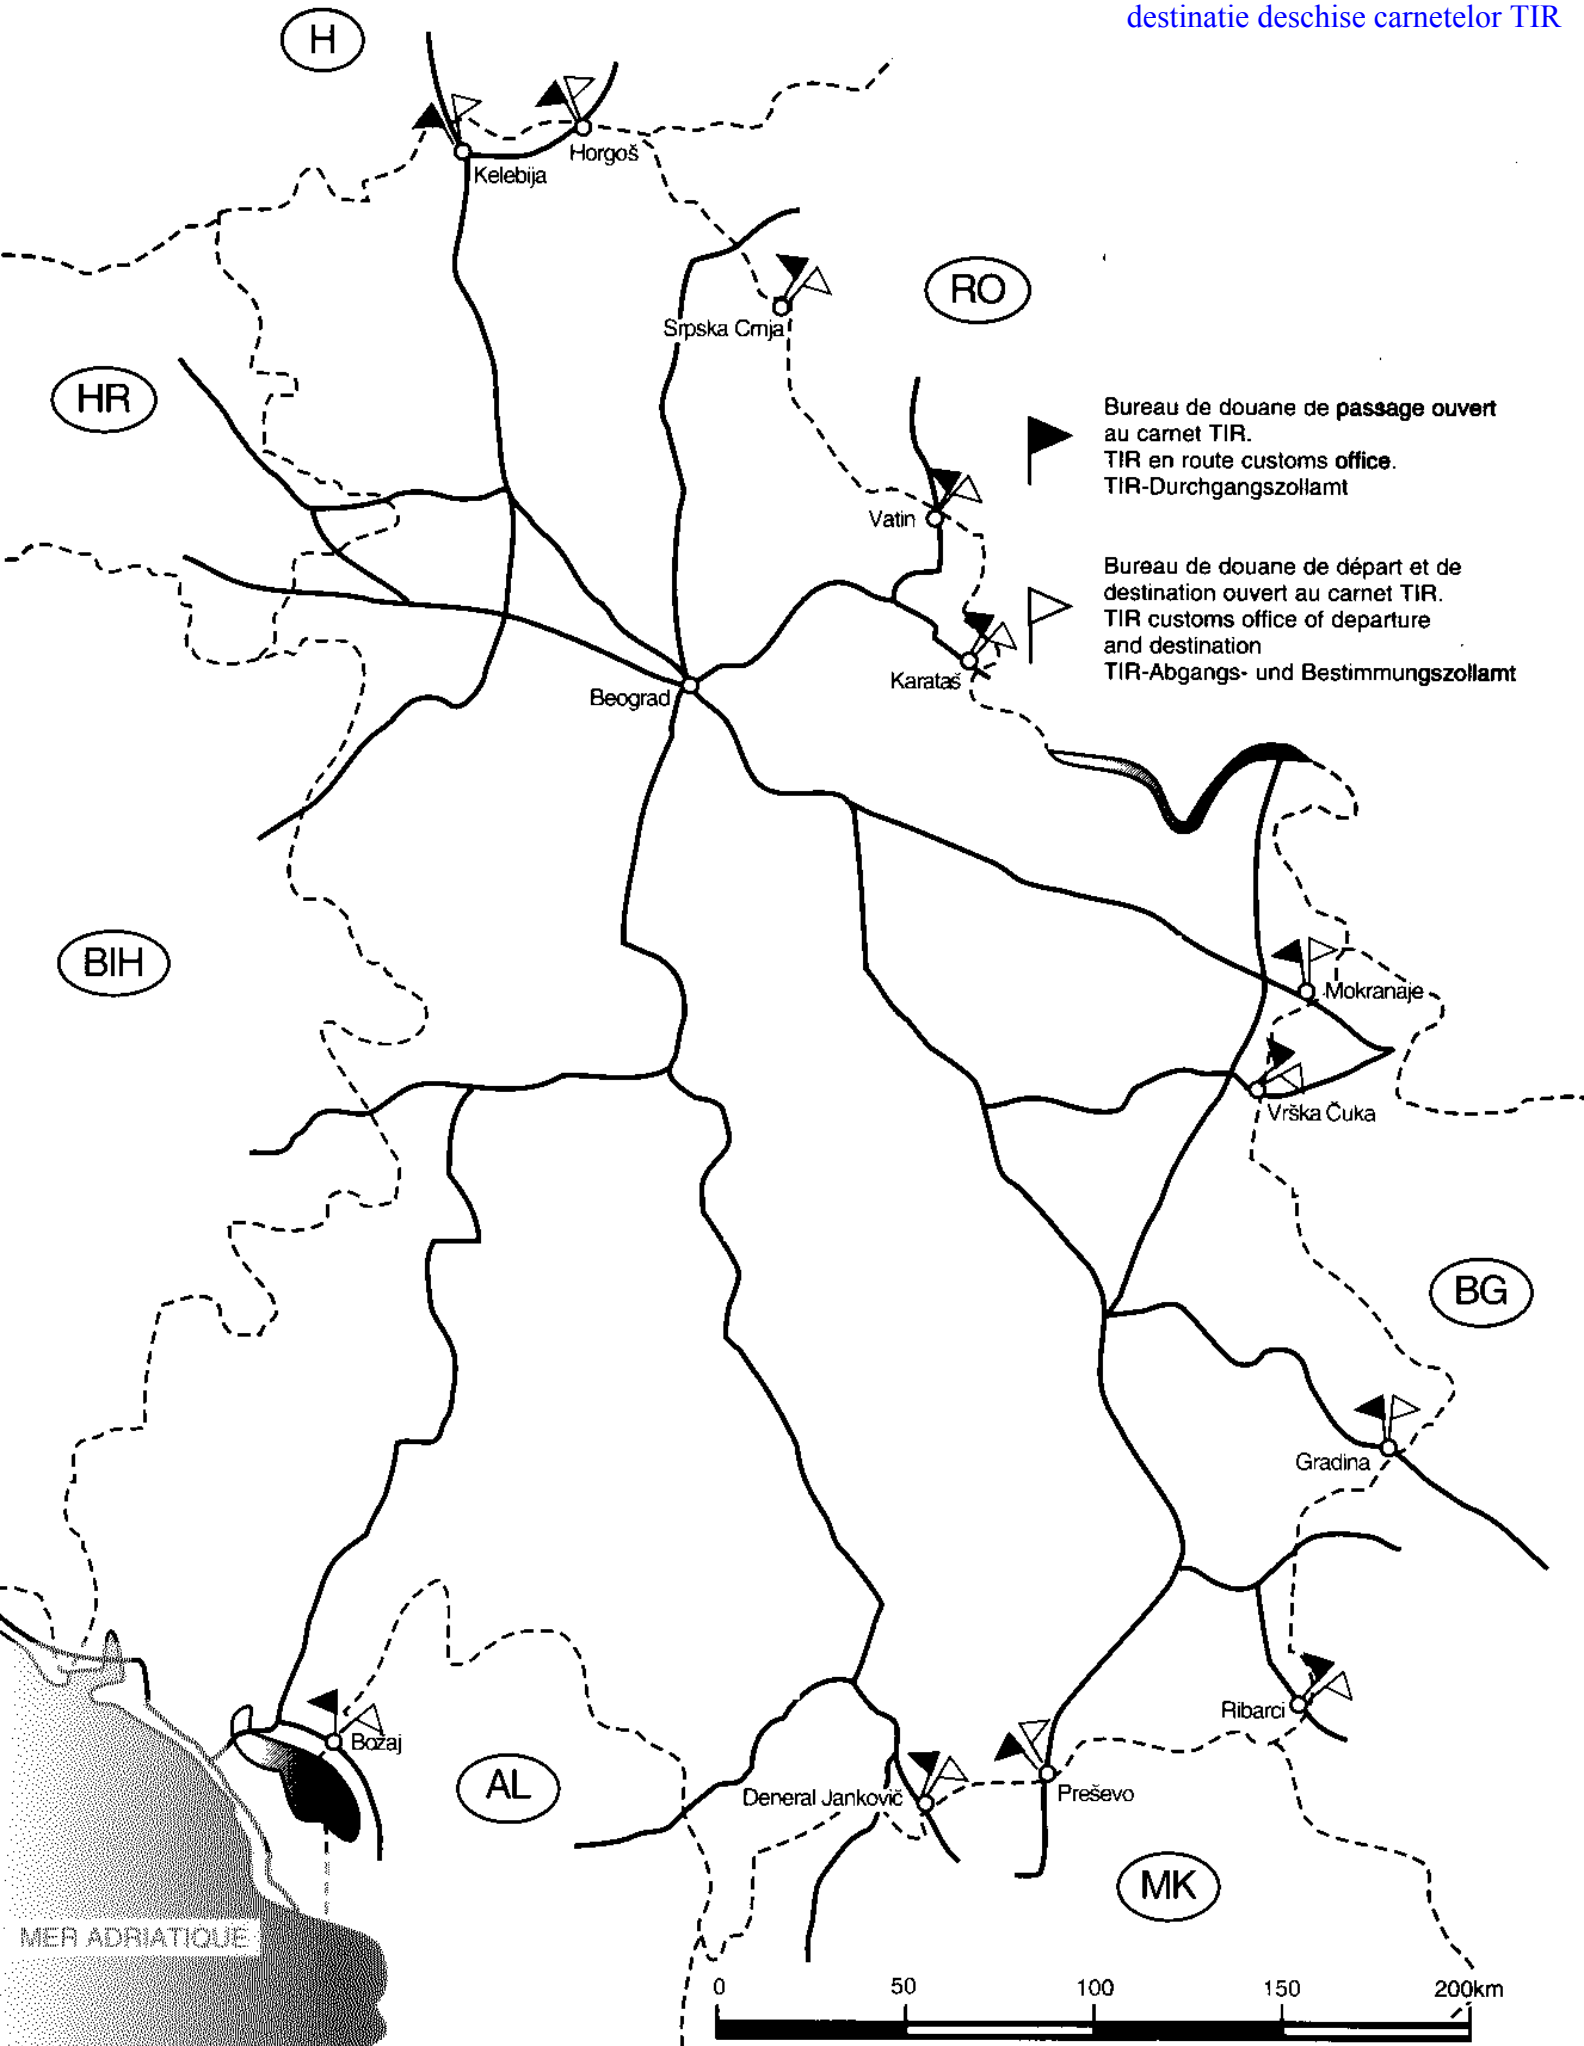 destinatie deschise carnetelor TIR
H
Horgoš
Kelebija
RO
Srpska Crnja
HR
Bureau de douane de passage ouvert
au carnet TIR.
TIR en route customs office.
TIR-Durchgangszollamt
Vatin
Bureau de douane de départ et de
destination ouvert au carnet TIR.
TIR customs office of departure
and destination
TIR-Abgangs- und Bestimmungszollamt
Karataš
Beograd
BIH
Mokranaje
Vrška Čuka
BG
Gradina
Ribarci
Božaj
AL
Deneral Jankovič
Preševo
MK
MER ADRIATIQUE
0 50 100 150 200km